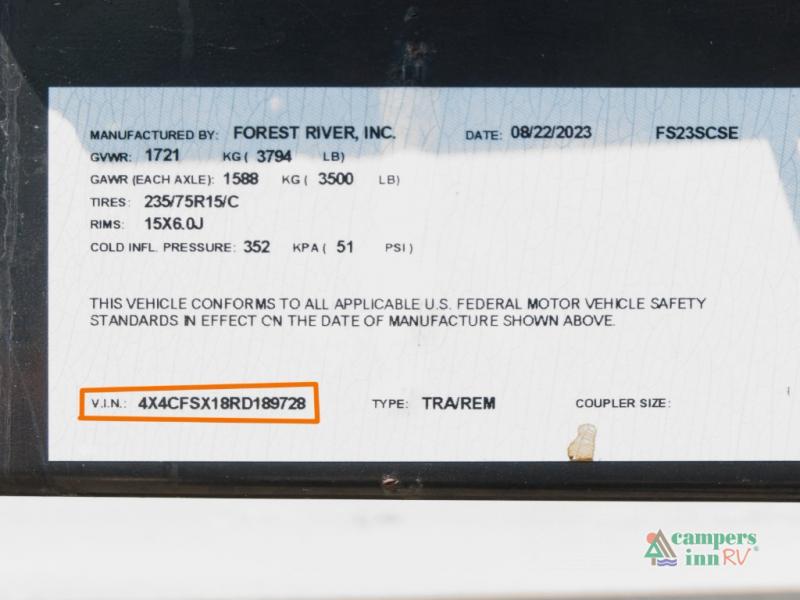 MANUFACTURED BY: FOREST RIVER, INC. DATE: 08/22/2023 FS23SCSE
GVWR: 1721 KG ( 3794 LB)
GAWR (EACH AXLE): 1588 KG ( 3500 LB)
TIRES: 235/75R15/C
RIMS: 15X6.0J
COLD INFL. PRESSURE: 352 KPA ( 51 PSI )
THIS VEHICLE CONFORMS TO ALL APPLICABLE U.S. FEDERAL MOTOR VEHICLE SAFETY
STANDARDS IN EFFECT ON THE DATE OF MANUFACTURE SHOWN ABOVE.
V.I.N.: 4X4CFSX18RD189728 TYPE: TRA/REM COUPLER SIZE:
campers
inn RV®